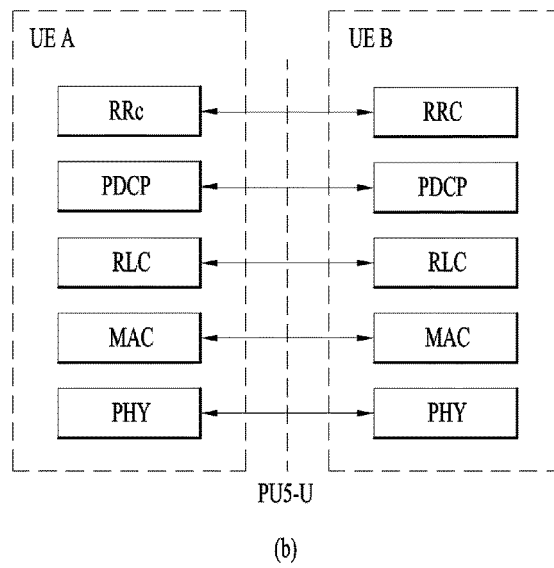 UE A UE B
RRc RRC
PDCP PDCP
RLC RLC
MAC MAC
PHY PHY
PU5-U
(b)